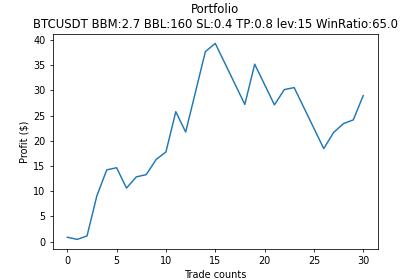 Portfolio
BTCUSDT BBM:2.7 BBL:160 SL:0.4 TP:0.8 lev:15 WinRatio:65.0
40
35
30
25
20
15
10
5
0
Profit ($)
0 5 10 15 20 25 30
Trade counts